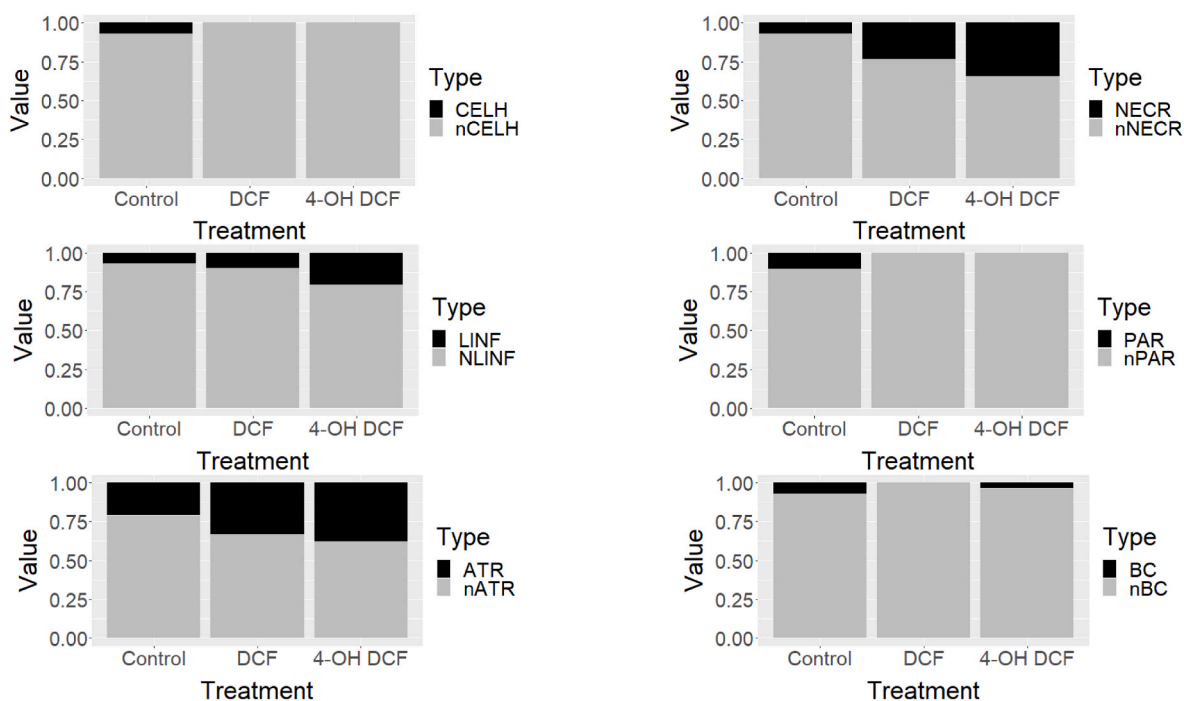 1.00
0.75
0.50
0.25
0.00
Value
Control DCF 4-OH DCF
Treatment
Type
CELH
nCELH
1.00
0.75
0.50
0.25
0.00
Value
Control DCF 4-OH DCF
Treatment
Type
NECR
nNECR
1.00
0.75
0.50
0.25
0.00
Value
Control DCF 4-OH DCF
Treatment
Type
LINF
NLINF
1.00
0.75
0.50
0.25
0.00
Value
Control DCF 4-OH DCF
Treatment
Type
PAR
nPAR
1.00
0.75
0.50
0.25
0.00
Value
Control DCF 4-OH DCF
Treatment
Type
ATR
nATR
1.00
0.75
0.50
0.25
0.00
Value
Control DCF 4-OH DCF
Treatment
Type
BC
nBC